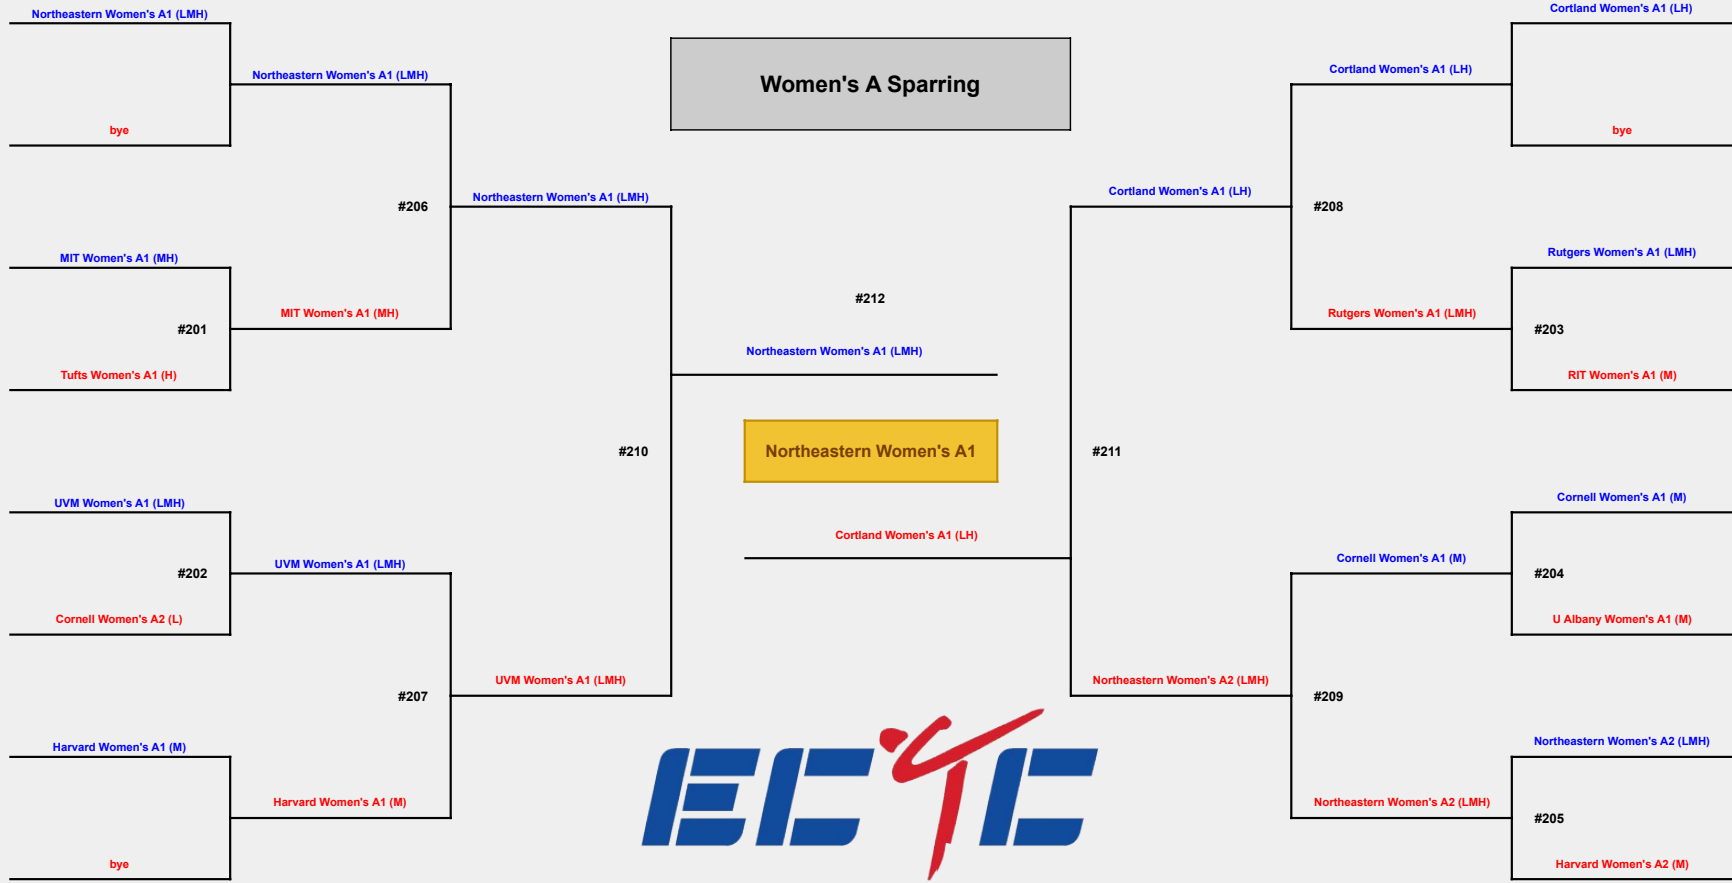 Northeastern Women's A1 (LMH)
bye
MIT Women's A1 (MH)
#201
Tufts Women's A1 (H)
UVM Women's A1 (LMH)
#202
Cornell Women's A2 (L)
Harvard Women's A1 (M)
bye
Northeastern Women's A1 (LMH)
#206
MIT Women's A1 (MH)
UVM Women's A1 (LMH)
#207
Harvard Women's A1 (M)
Northeastern Women's A1 (LMH)
#210
UVM Women's A1 (LMH)
Women's A Sparring
#212
Northeastern Women's A1 (LMH)
Northeastern Women's A1
Cortland Women's A1 (LH)
ECTC
Cortland Women's A1 (LH)
#211
Northeastern Women's A2 (LMH)
Cortland Women's A1 (LH)
#208
Rutgers Women's A1 (LMH)
Cornell Women's A1 (M)
#209
Northeastern Women's A2 (LMH)
Cortland Women's A1 (LH)
bye
Rutgers Women's A1 (LMH)
#203
RIT Women's A1 (M)
Cornell Women's A1 (M)
#204
U Albany Women's A1 (M)
Northeastern Women's A2 (LMH)
#205
Harvard Women's A2 (M)